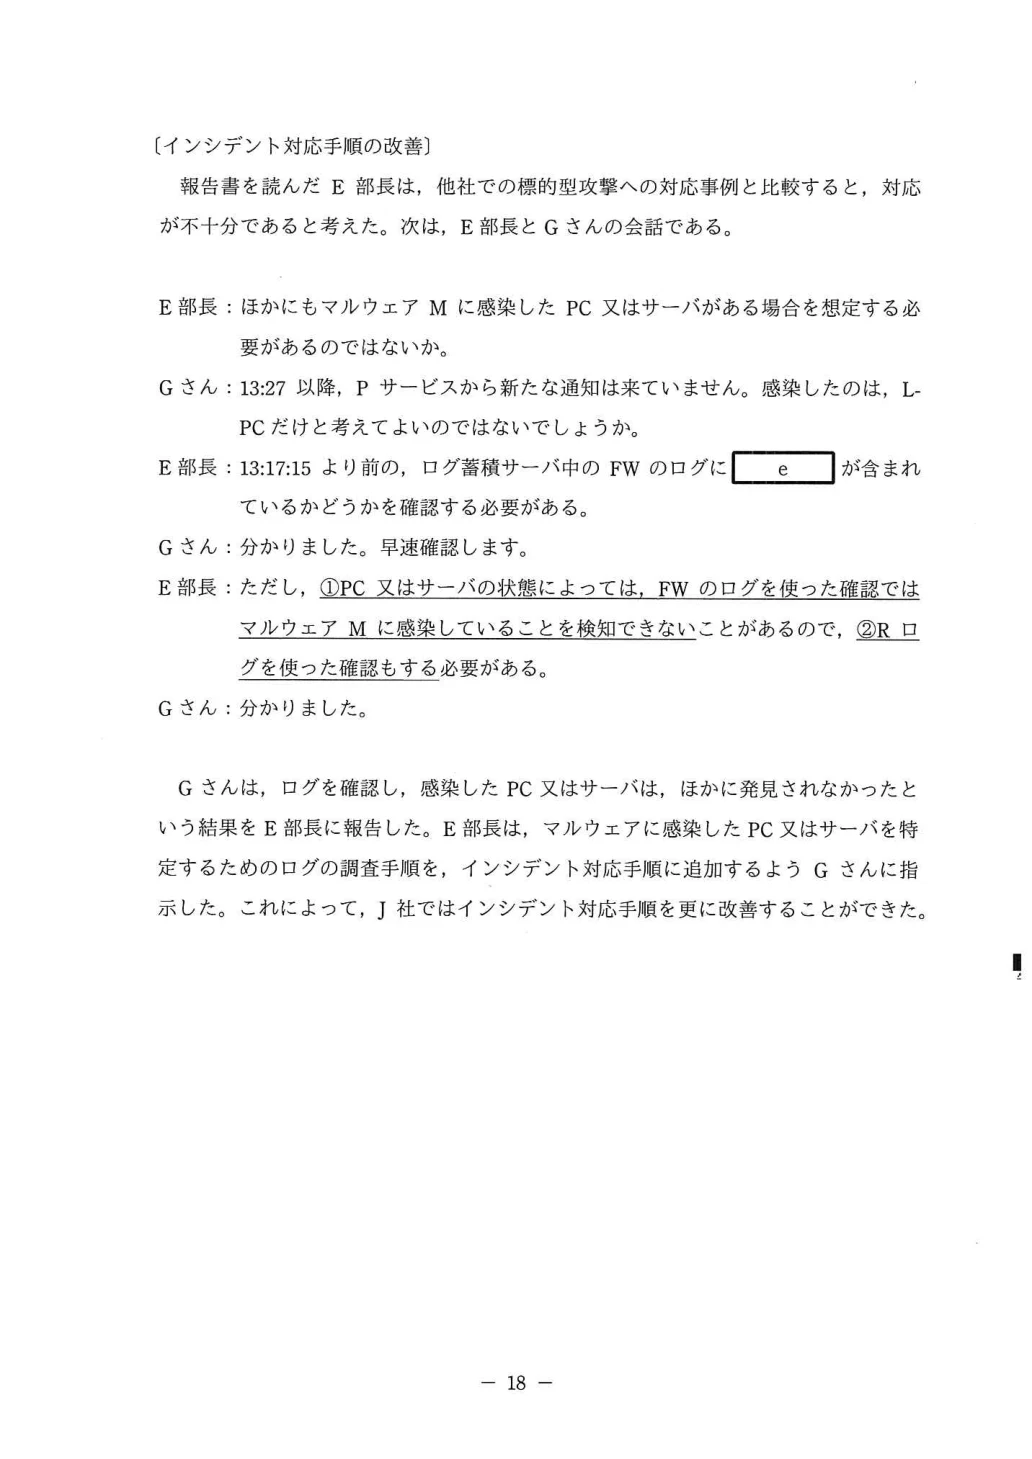 〔インシデント対応手順の改善〕
報告書を読んだ E 部長は，他社での標的型攻撃への対応事例と比較すると，対応
が不十分であると考えた。次は，E 部長と G さんの会話である。
E 部長：ほかにもマルウェア M に感染した PC 又はサーバがある場合を想定する必
要があるのではないか。
G さん：13:27 以降，P サービスから新たな通知は来ていません。感染したのは，L-
PC だけと考えてよいのではないでしょうか。
E 部長：13:17:15 より前の，ログ蓄積サーバ中の FW のログに e が含まれ
ているかどうかを確認する必要がある。
G さん：分かりました。早速確認します。
E 部長：ただし，①PC 又はサーバの状態によっては，FW のログを使った確認では
マルウェア M に感染していることを検知できないことがあるので，②R ロ
グを使った確認もする必要がある。
G さん：分かりました。
G さんは，ログを確認し，感染した PC 又はサーバは，ほかに発見されなかったと
いう結果を E 部長に報告した。E 部長は，マルウェアに感染した PC 又はサーバを特
定するためのログの調査手順を，インシデント対応手順に追加するよう G さんに指
示した。これによって，J 社ではインシデント対応手順を更に改善することができた。
― 18 ―